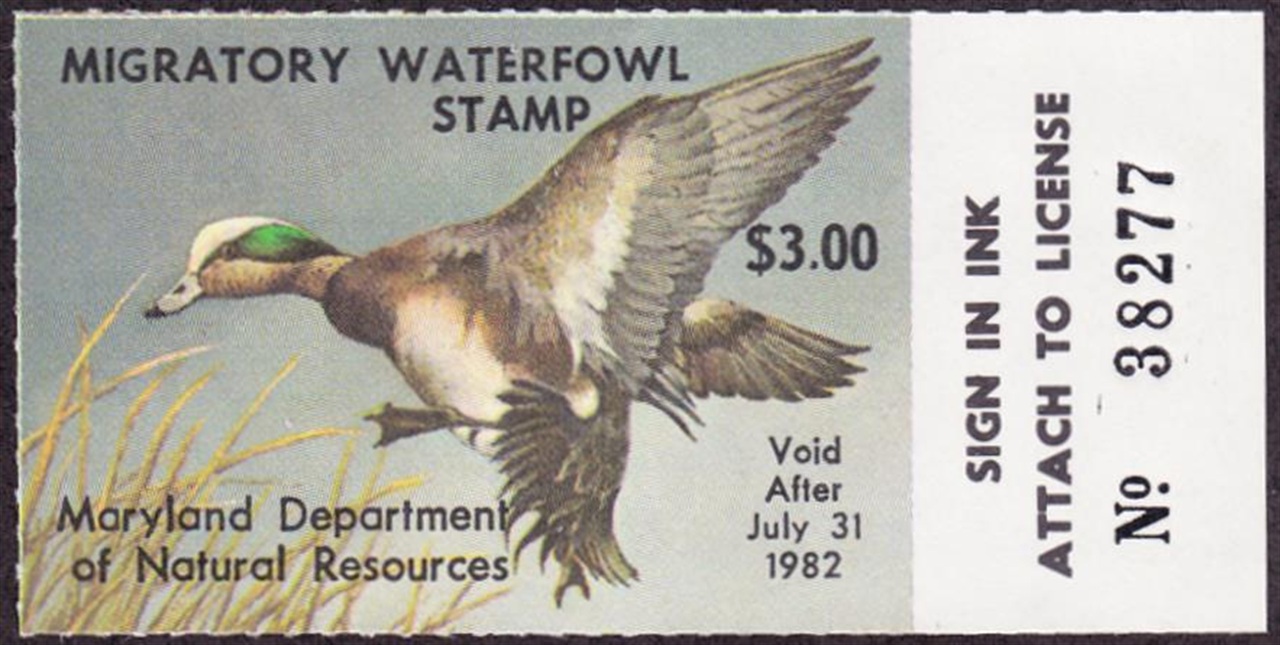 MIGRATORY WATERFOWL
STAMP
$3.00
Void
After
July 31
1982
Maryland Department
of Natural Resources
SIGN IN INK
ATTACH TO LICENSE
Nº. 38277